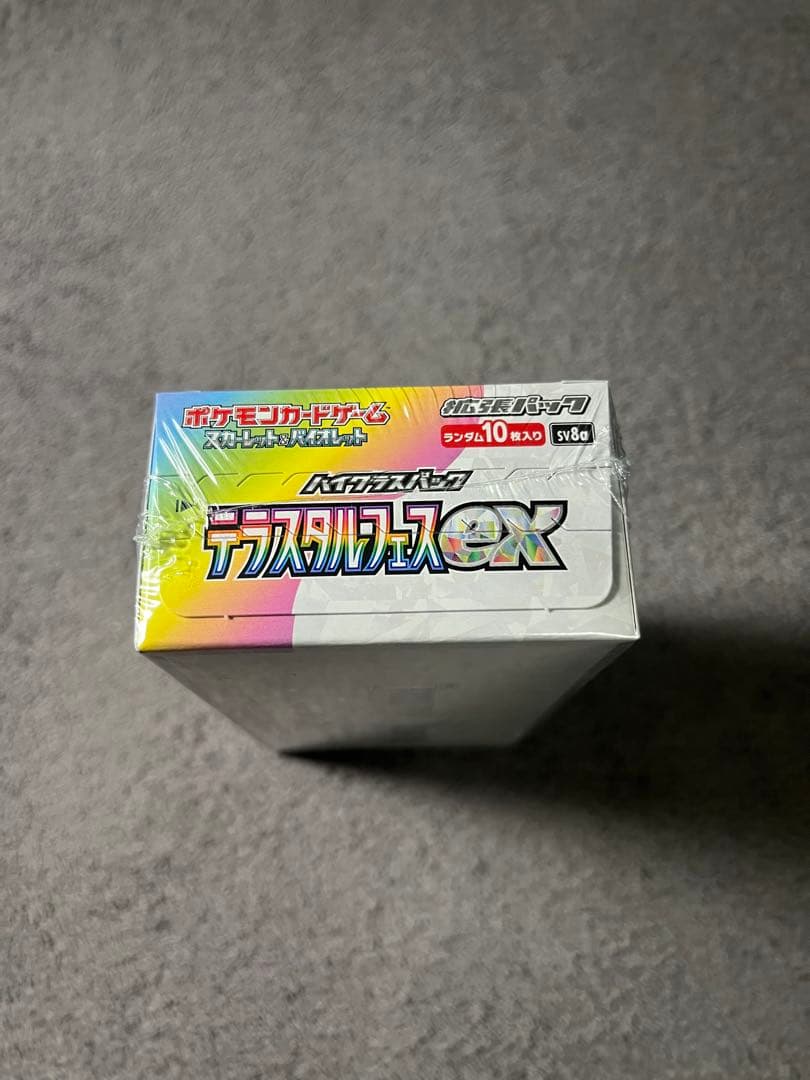 ポケモンカードゲーム
スカーレット&バイオレット
拡張パック
ランダム10枚入り
SV8a
ハイクラスパック
テラスタルフェスex